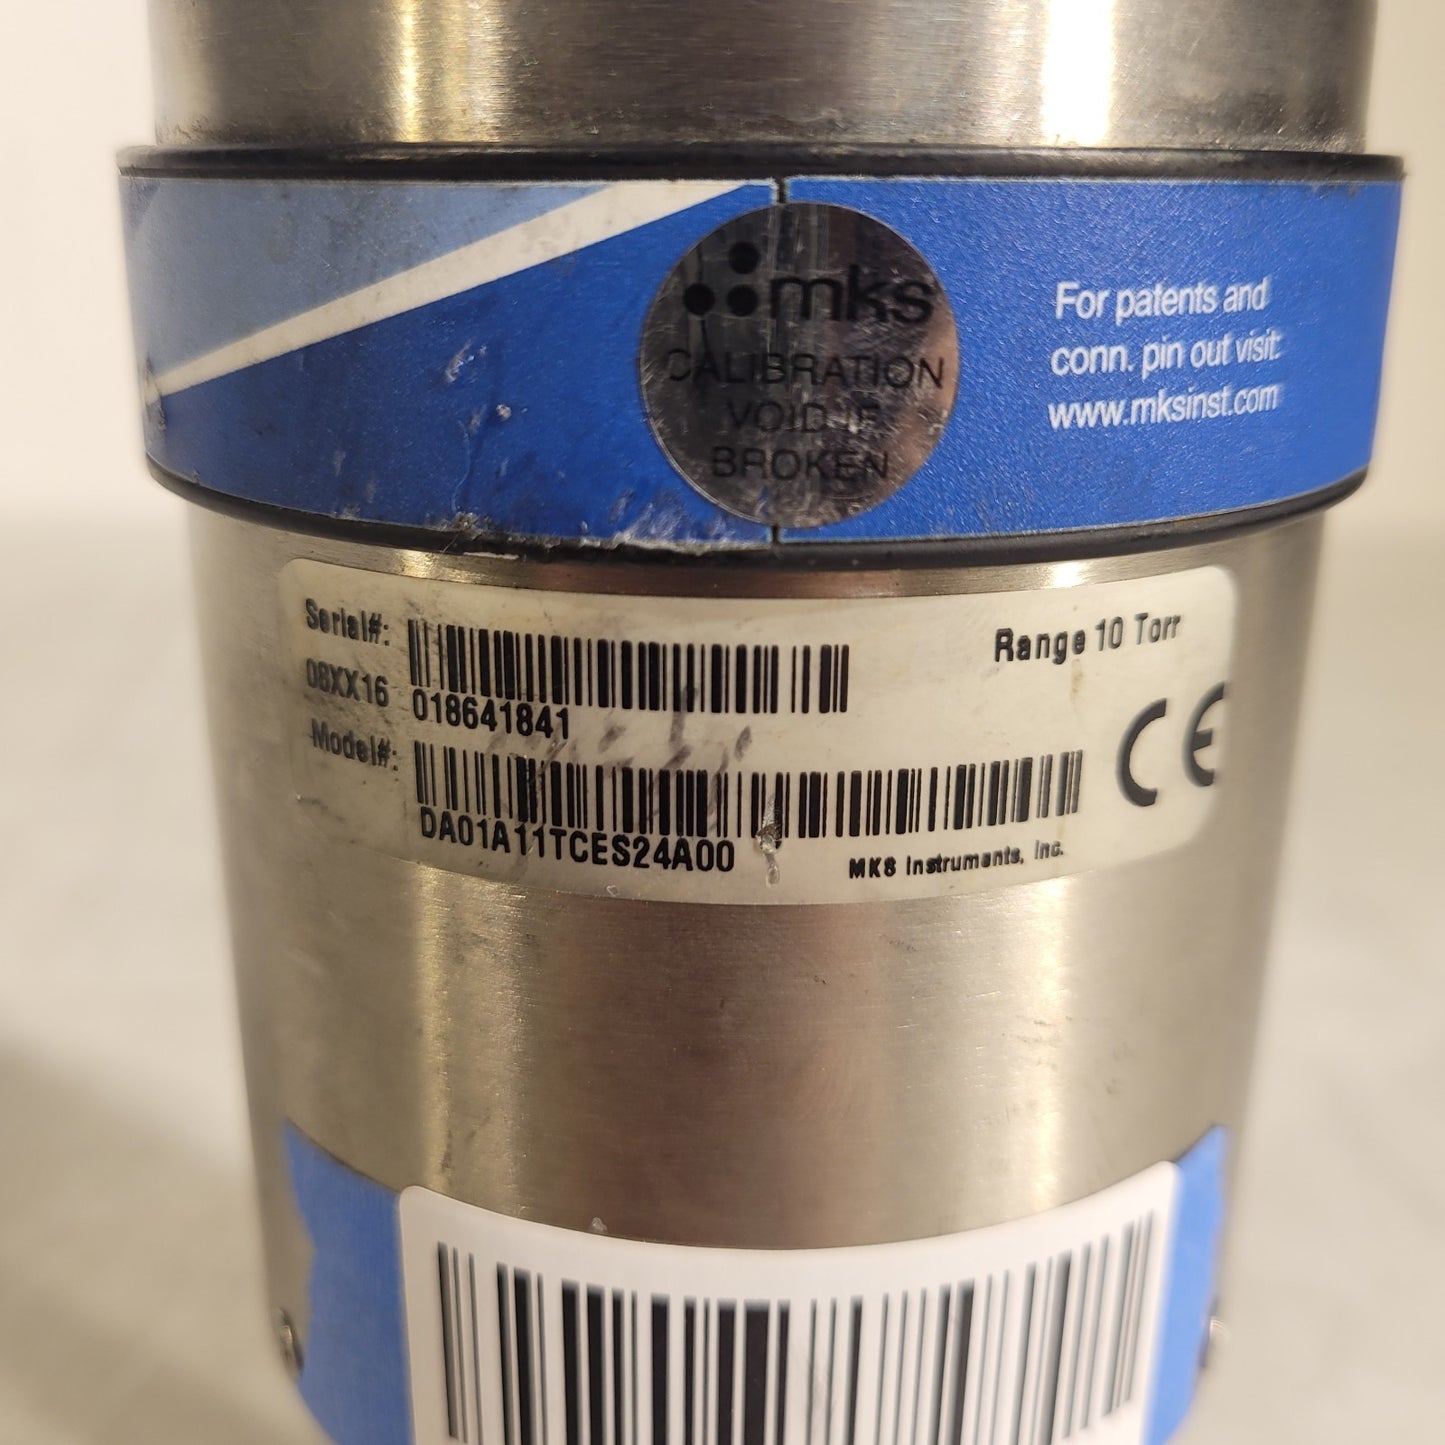 mks
CALIBRATION
VOID IF
BROKEN
For patents and
conn. pin out visit:
www.mksinst.com
Serial#:
08XX16 018641841
Range 10 Torr
Model#:
DA01A11TCES24A00
CE
MKS Instruments, Inc.